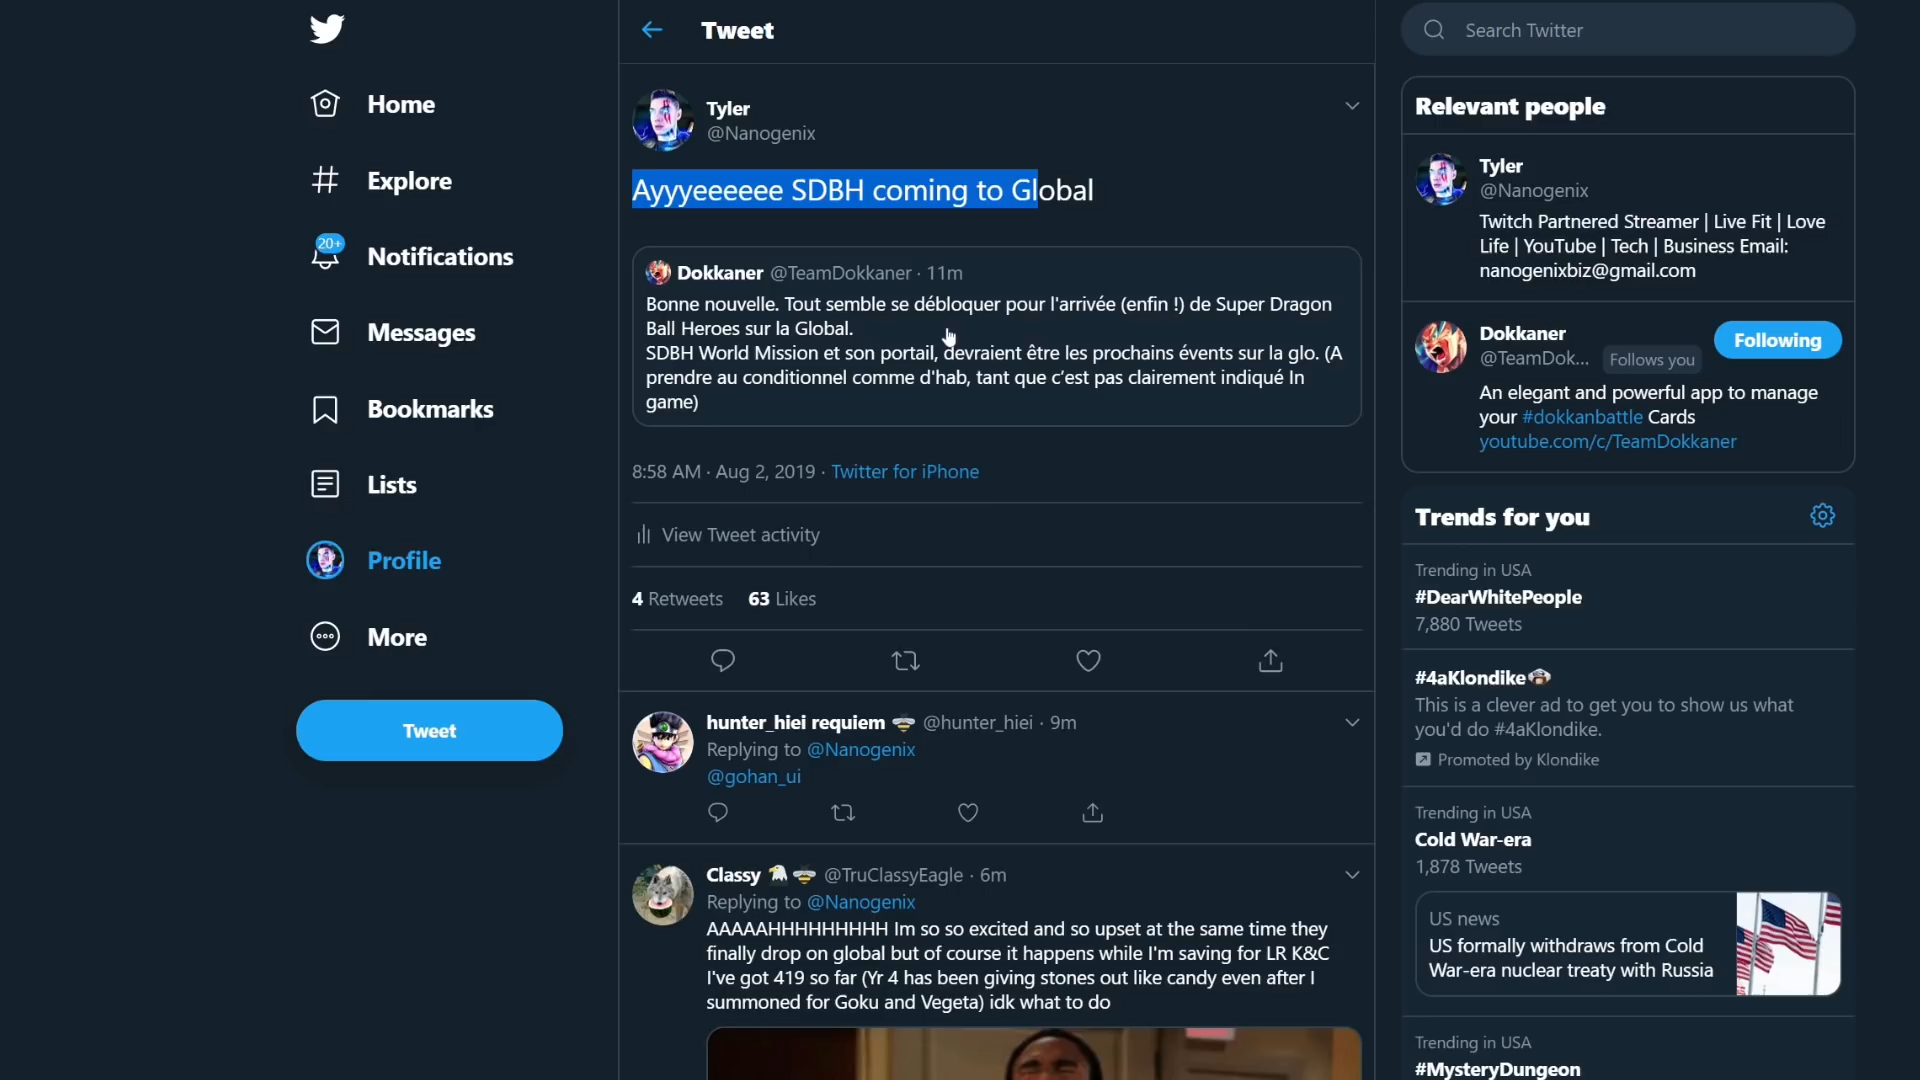 Home
Explore
20+
Notifications
Messages
Bookmarks
Lists
Profile
More
Tweet
Tweet
Tyler
@Nanogenix
Ayyyeeeeee SDBH coming to Global
Dokkaner @TeamDokkaner · 11m
Bonne nouvelle. Tout semble se débloquer pour l'arrivée (enfin !) de Super Dragon
Ball Heroes sur la Global.
SDBH World Mission et son portail, devraient être les prochains évents sur la glo. (A
prendre au conditionnel comme d'hab, tant que c'est pas clairement indiqué In
game)
8:58 AM · Aug 2, 2019 · Twitter for iPhone
View Tweet activity
4 Retweets 63 Likes
hunter_hiei requiem 🐝 @hunter_hiei · 9m
Replying to @Nanogenix
@gohan_ui
Classy 🦅🐝 @TruClassyEagle · 6m
Replying to @Nanogenix
AAAAAHHHHHHHHH Im so so excited and so upset at the same time they
finally drop on global but of course it happens while I'm saving for LR K&C
I've got 419 so far (Yr 4 has been giving stones out like candy even after I
summoned for Goku and Vegeta) idk what to do
Search Twitter
Relevant people
Tyler
@Nanogenix
Twitch Partnered Streamer | Live Fit | Love
Life | YouTube | Tech | Business Email:
nanogenixbiz@gmail.com
Dokkaner
@TeamDok... Follows you
Following
An elegant and powerful app to manage
your #dokkanbattle Cards
youtube.com/c/TeamDokkaner
Trends for you
Trending in USA
#DearWhitePeople
7,880 Tweets
#4aKlondike
This is a clever ad to get you to show us what
you'd do #4aKlondike.
Promoted by Klondike
Trending in USA
Cold War-era
1,878 Tweets
US news
US formally withdraws from Cold
War-era nuclear treaty with Russia
Trending in USA
#MysteryDungeon